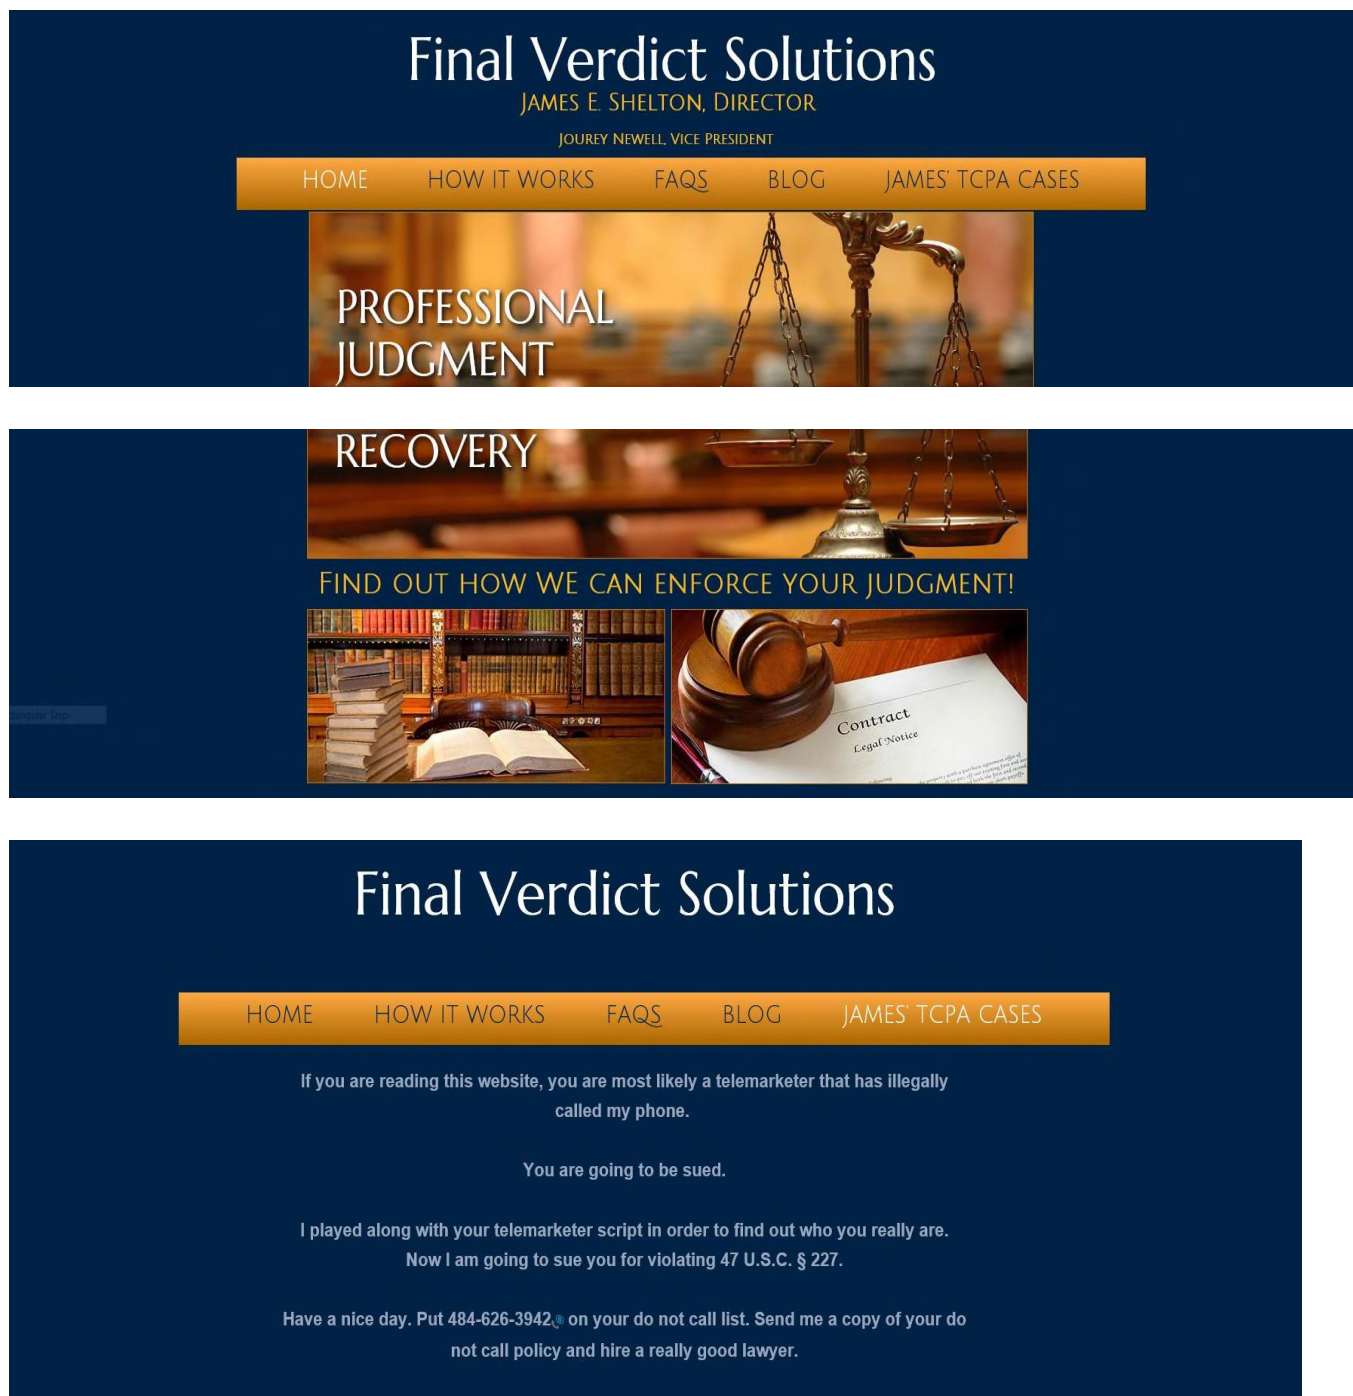 Final Verdict Solutions
James E. Shelton, Director
Jourey Newell, Vice President
HOME HOW IT WORKS FAQS BLOG JAMES' TCPA CASES
PROFESSIONAL
JUDGMENT
RECOVERY
Find out how WE can enforce your judgment!
Contract
Legal Notice
Final Verdict Solutions
HOME HOW IT WORKS FAQS BLOG JAMES' TCPA CASES
If you are reading this website, you are most likely a telemarketer that has illegally
called my phone.
You are going to be sued.
I played along with your telemarketer script in order to find out who you really are.
Now I am going to sue you for violating 47 U.S.C. § 227.
Have a nice day. Put 484-626-3942 on your do not call list. Send me a copy of your do
not call policy and hire a really good lawyer.